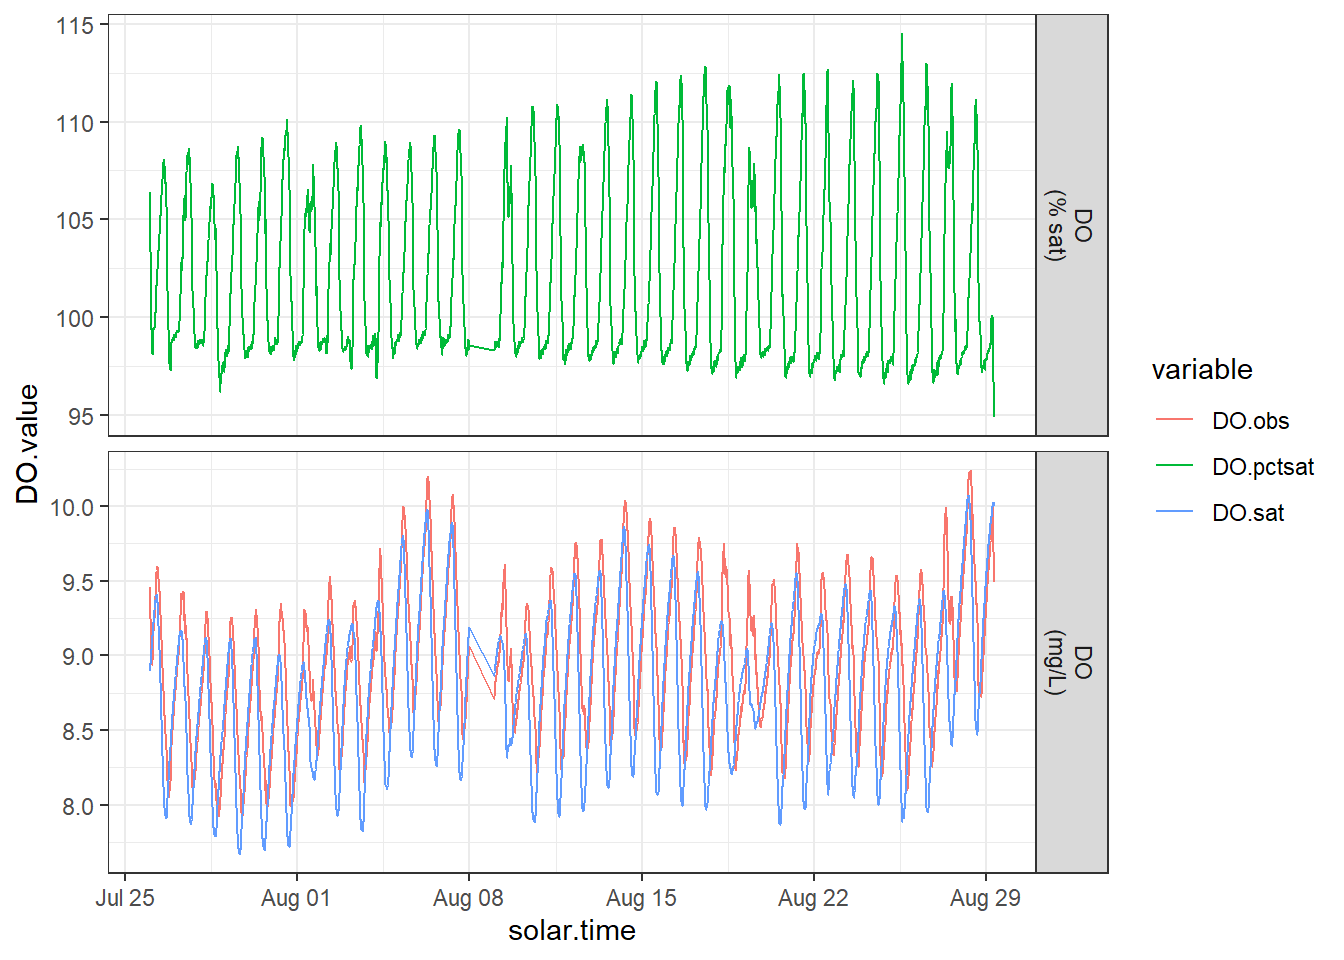 115
110
105
100
95
DO
(% sat)
DO.value
10.0
9.5
9.0
8.5
8.0
DO
(mg/L)
Jul 25
Aug 01
Aug 08
Aug 15
Aug 22
Aug 29
solar.time
variable
DO.obs
DO.pctsat
DO.sat